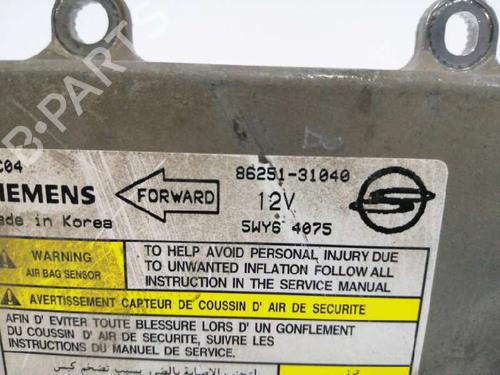 B-PARTS
C04
86251-31040
IEMENS
FORWARD
12V
ade in Korea
5WY6 4075
WARNING
AIR BAG SENSOR
TO HELP AVOID PERSONAL INJURY DUE
TO UNWANTED INFLATION FOLLOW ALL
INSTRUCTION IN THE SERVICE MANUAL
AVERTISSEMENT CAPTEUR DE COUSSIN D' AIR DE SECURITE
AFIN D' EVITER TOUTE BLESSURE LORS D' UN GONFLEMENT
DU COUSSIN D' AIR DE SECURITE, SUIVRE LES
INSTRUCTIONS DU MANUEL DE SERVICE.